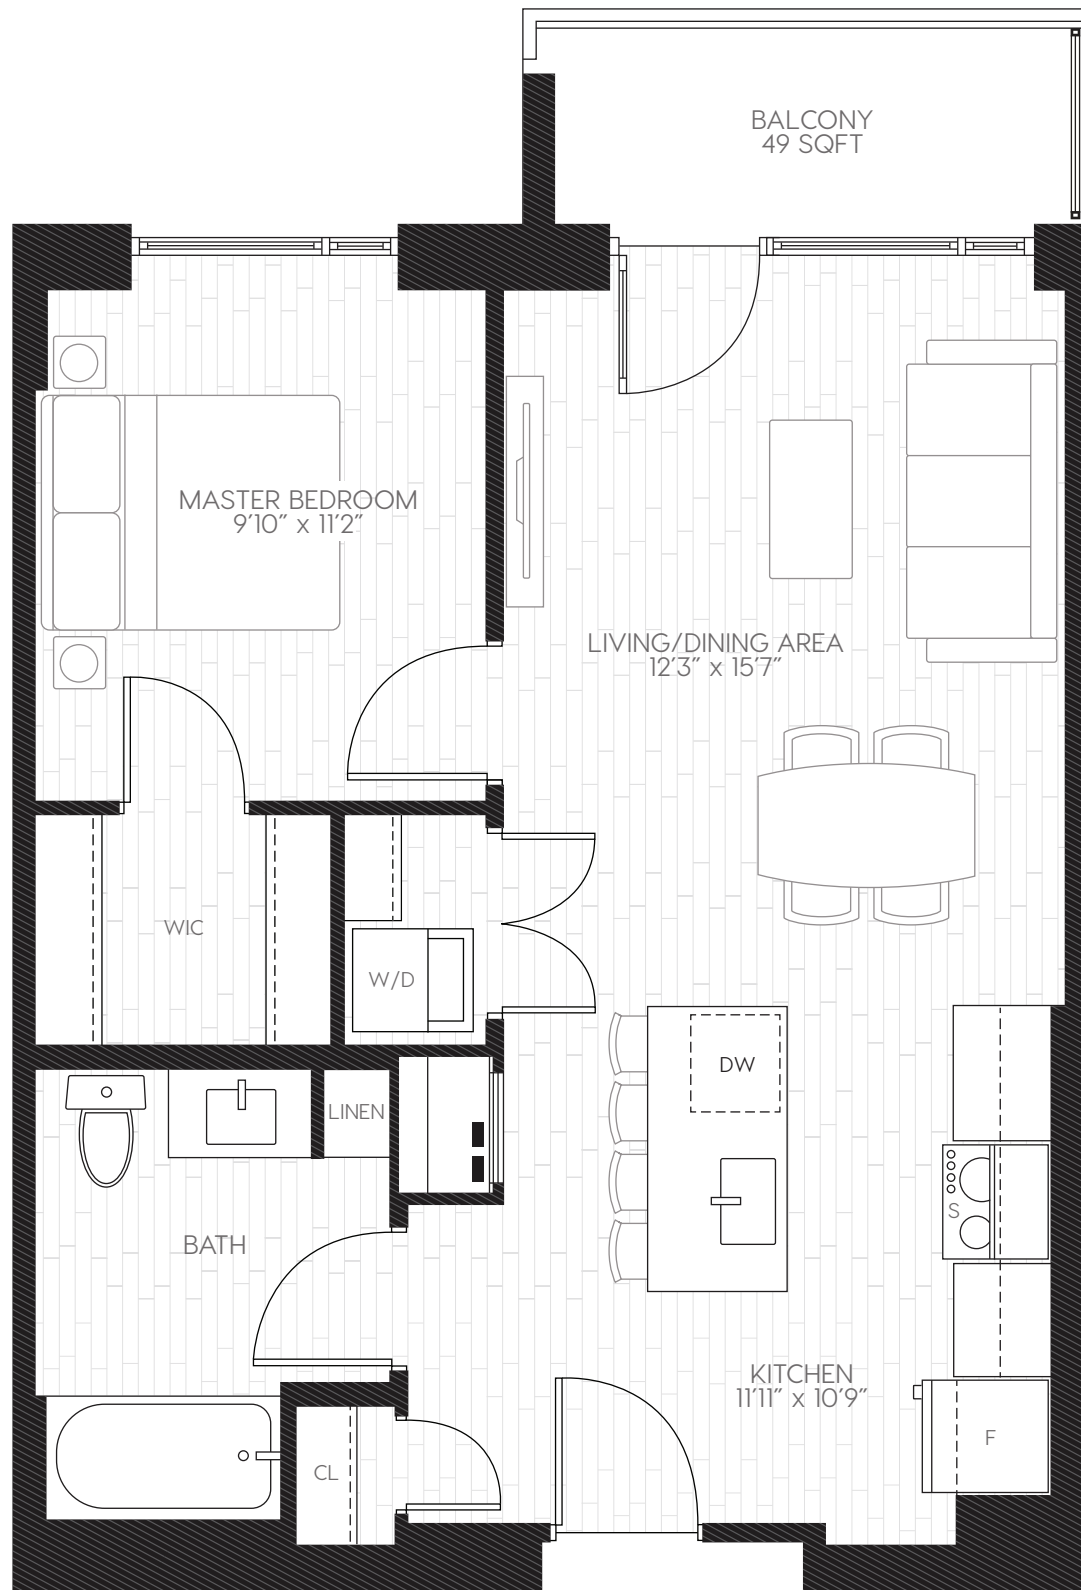 BALCONY
49 SQFT
MASTER BEDROOM
9'10" x 11'2"
LIVING/DINING AREA
12'3" x 15'7"
WIC
W/D
DW
LINEN
S
BATH
KITCHEN
11'11" x 10'9"
F
CL